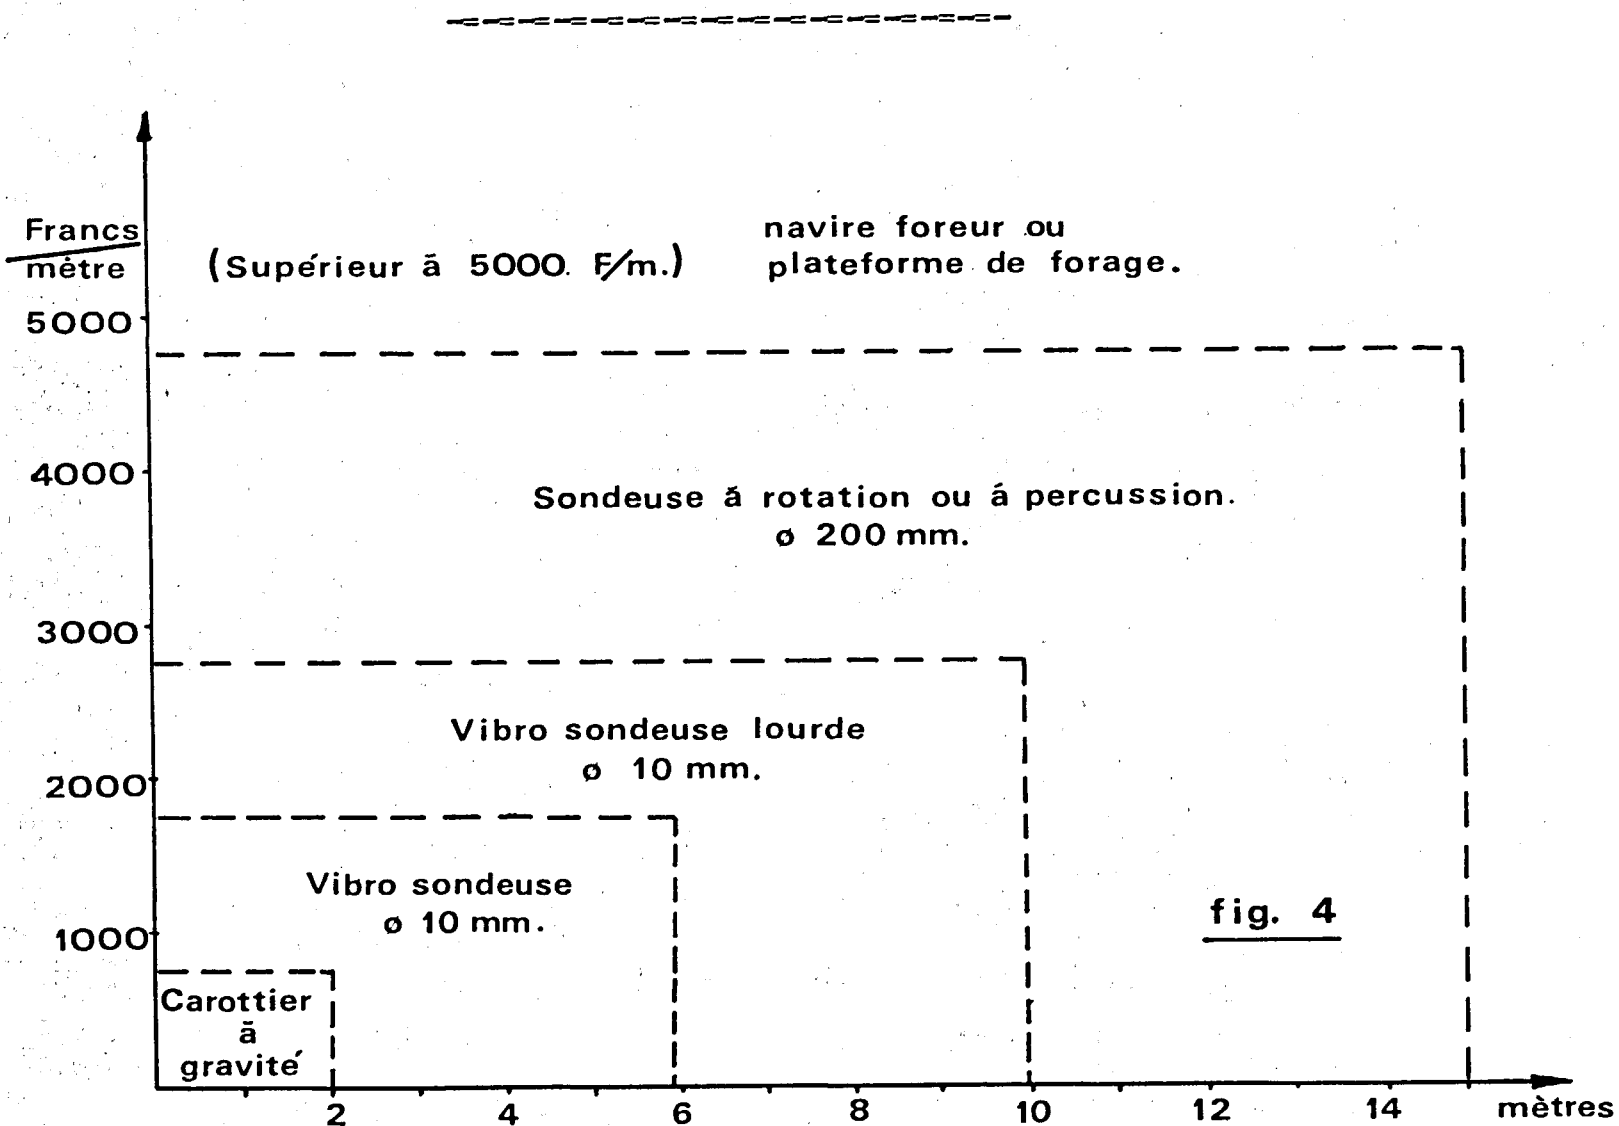 Francs
mètre
(Supérieur à 5000. F/m.)
navire foreur ou
plateforme de forage.
5000
4000
Sondeuse à rotation ou á percussion.
ø 200 mm.
3000
Vibro sondeuse lourde
ø 10 mm.
2000
Vibro sondeuse
ø 10 mm.
1000
fig. 4
Carottier
à
gravité
2
4
6
8
10
12
14
mètres